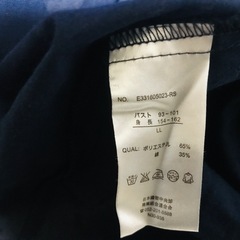 NO. E331605023-RS
バスト 93-101
身長 154-162
LL
QUAL: ポリエステル 65%
綿 35%